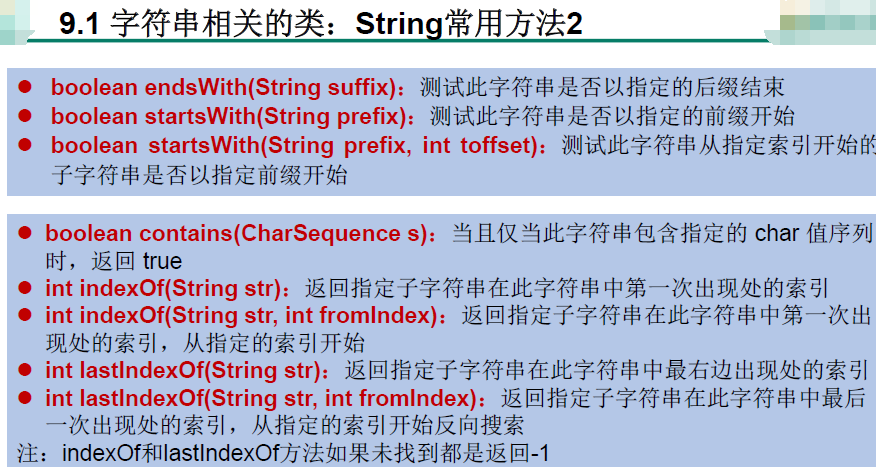 9.1 字符串相关的类：String常用方法2
● boolean endsWith(String suffix)：测试此字符串是否以指定的后缀结束
● boolean startsWith(String prefix)：测试此字符串是否以指定的前缀开始
● boolean startsWith(String prefix, int toffset)：测试此字符串从指定索引开始的
子字符串是否以指定前缀开始
● boolean contains(CharSequence s)：当且仅当此字符串包含指定的 char 值序列
时，返回 true
● int indexOf(String str)：返回指定子字符串在此字符串中第一次出现处的索引
● int indexOf(String str, int fromIndex)：返回指定子字符串在此字符串中第一次出
现处的索引，从指定的索引开始
● int lastIndexOf(String str)：返回指定子字符串在此字符串中最右边出现处的索引
● int lastIndexOf(String str, int fromIndex)：返回指定子字符串在此字符串中最后
一次出现处的索引，从指定的索引开始反向搜索
注：indexOf和lastIndexOf方法如果未找到都是返回-1